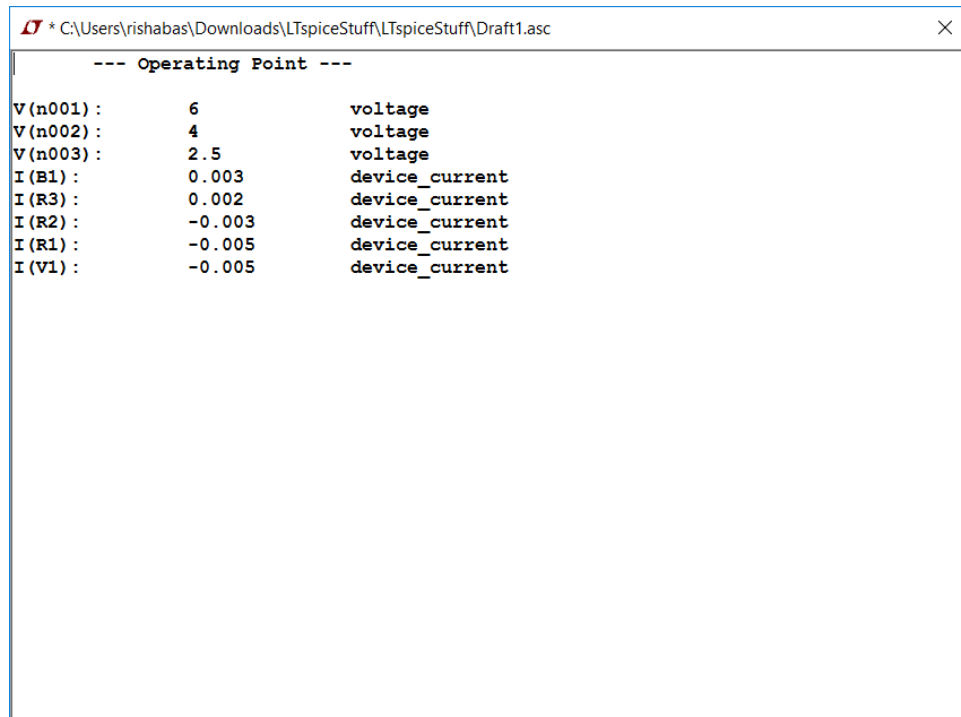 * C:\Users\rishabas\Downloads\LTspiceStuff\LTspiceStuff\Draft1.asc
--- Operating Point ---
V(n001): 6 voltage
V(n002): 4 voltage
V(n003): 2.5 voltage
I(B1): 0.003 device_current
I(R3): 0.002 device_current
I(R2): -0.003 device_current
I(R1): -0.005 device_current
I(V1): -0.005 device_current